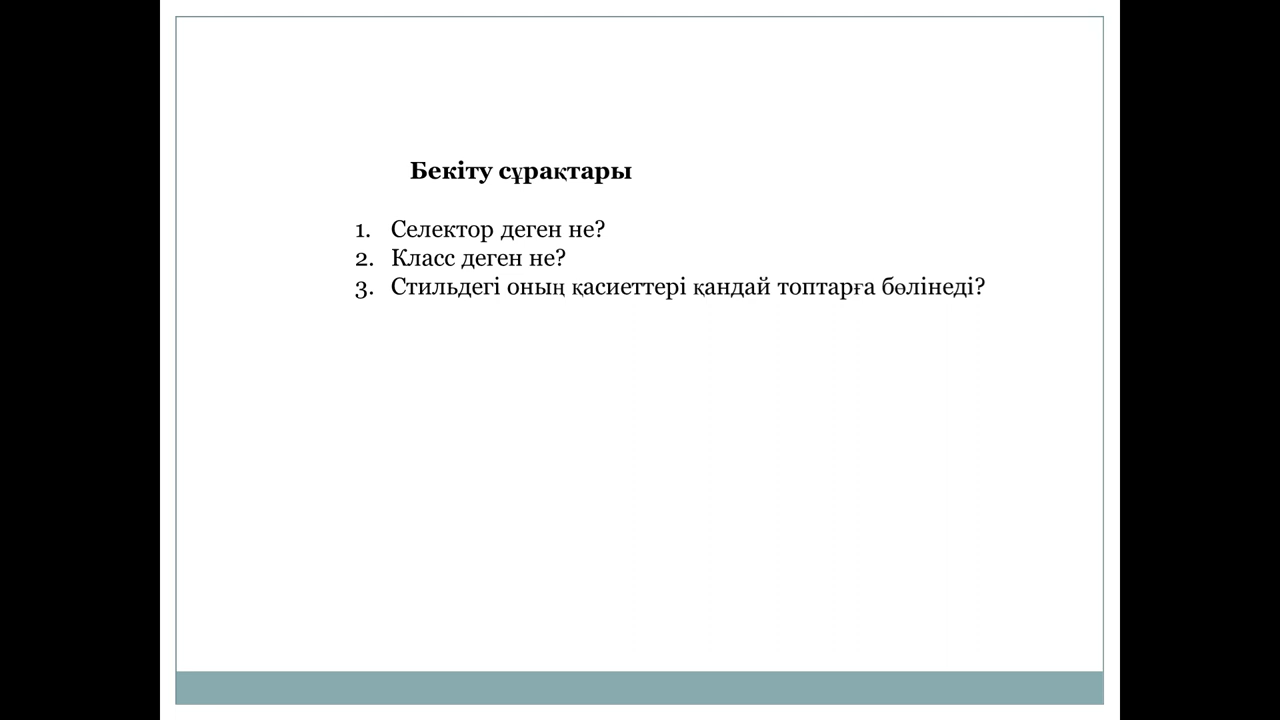 Бекіту сұрақтары
1. Селектор деген не?
2. Класс деген не?
3. Стильдегі оның қасиеттері қандай топтарға бөлінеді?